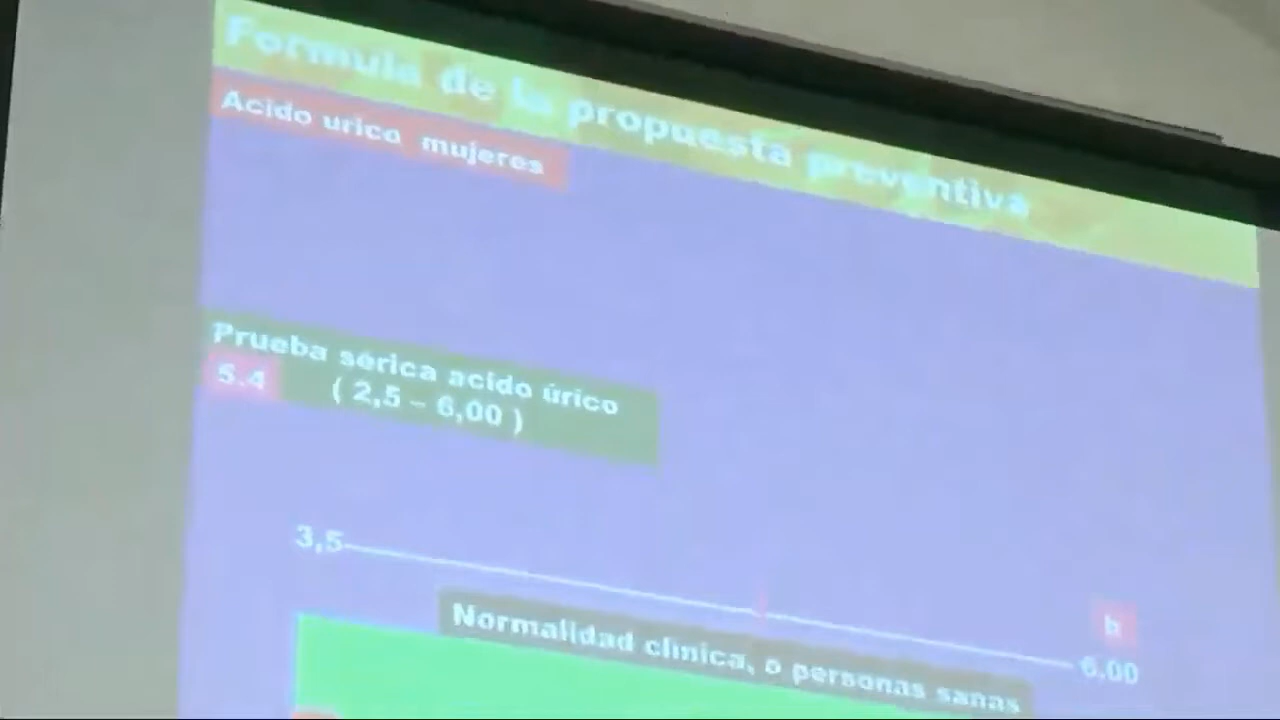 Formula de la propuesta preventiva
Acido urico mujeres
Prueba sérica acido úrico
5.4 ( 2,5 – 6,00 )
3,5
h
6.00
Normalidad clínica, o personas sanas